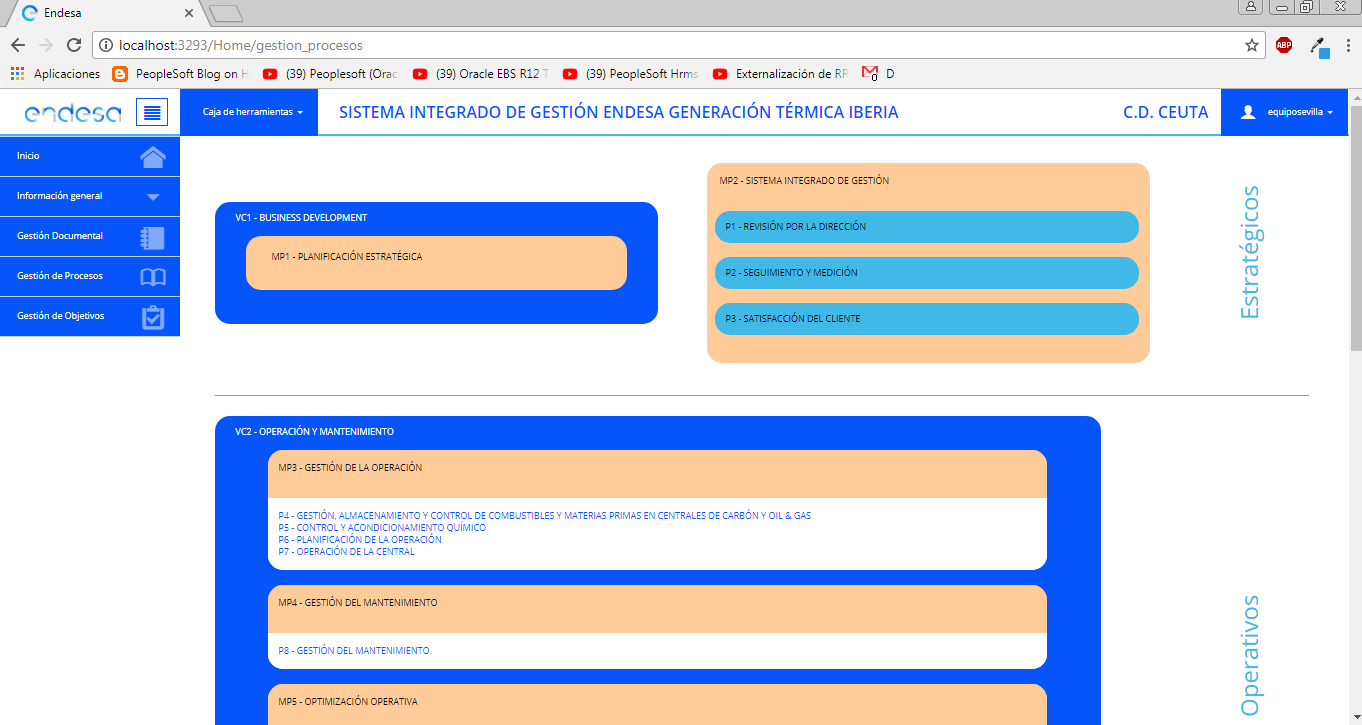 Endesa
localhost:3293/Home/gestion_procesos
ABP
Aplicaciones
PeopleSoft Blog on H
(39) Peoplesoft (Orac
(39) Oracle EBS R12 T
(39) PeopleSoft Hrms
Externalización de RR
0
D
endesa
Caja de herramientas
SISTEMA INTEGRADO DE GESTIÓN ENDESA GENERACIÓN TÉRMICA IBERIA
C.D. CEUTA
equiposevilla
Inicio
Información general
Gestión Documental
Gestión de Procesos
Gestión de Objetivos
VC1 - BUSINESS DEVELOPMENT
MP1 - PLANIFICACIÓN ESTRATÉGICA
MP2 - SISTEMA INTEGRADO DE GESTIÓN
P1 - REVISIÓN POR LA DIRECCIÓN
P2 - SEGUIMIENTO Y MEDICIÓN
P3 - SATISFACCIÓN DEL CLIENTE
Estratégicos
VC2 - OPERACIÓN Y MANTENIMIENTO
MP3 - GESTIÓN DE LA OPERACIÓN
P4 - GESTIÓN, ALMACENAMIENTO Y CONTROL DE COMBUSTIBLES Y MATERIAS PRIMAS EN CENTRALES DE CARBÓN Y OIL & GAS
P5 - CONTROL Y ACONDICIONAMIENTO QUÍMICO
P6 - PLANIFICACIÓN DE LA OPERACIÓN
P7 - OPERACIÓN DE LA CENTRAL
MP4 - GESTIÓN DEL MANTENIMIENTO
P8 - GESTIÓN DEL MANTENIMIENTO
MP5 - OPTIMIZACIÓN OPERATIVA
Operativos